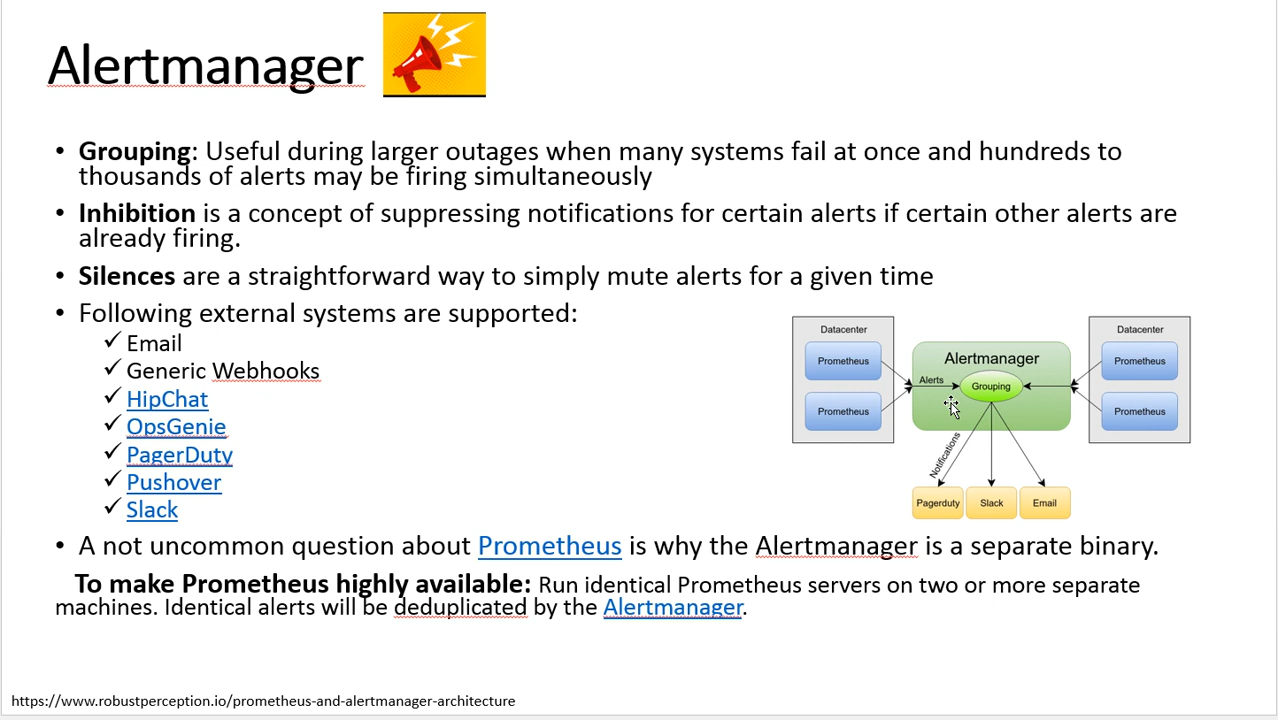 Alertmanager
• Grouping: Useful during larger outages when many systems fail at once and hundreds to
thousands of alerts may be firing simultaneously
• Inhibition is a concept of suppressing notifications for certain alerts if certain other alerts are
already firing.
• Silences are a straightforward way to simply mute alerts for a given time
• Following external systems are supported:
✓ Email
✓ Generic Webhooks
✓ HipChat
✓ OpsGenie
✓ PagerDuty
✓ Pushover
✓ Slack
Datacenter
Prometheus
Prometheus
Alertmanager
Alerts
Grouping
Datacenter
Prometheus
Prometheus
Notifications
Pagerduty
Slack
Email
• A not uncommon question about Prometheus is why the Alertmanager is a separate binary.
To make Prometheus highly available: Run identical Prometheus servers on two or more separate
machines. Identical alerts will be deduplicated by the Alertmanager.
https://www.robustperception.io/prometheus-and-alertmanager-architecture